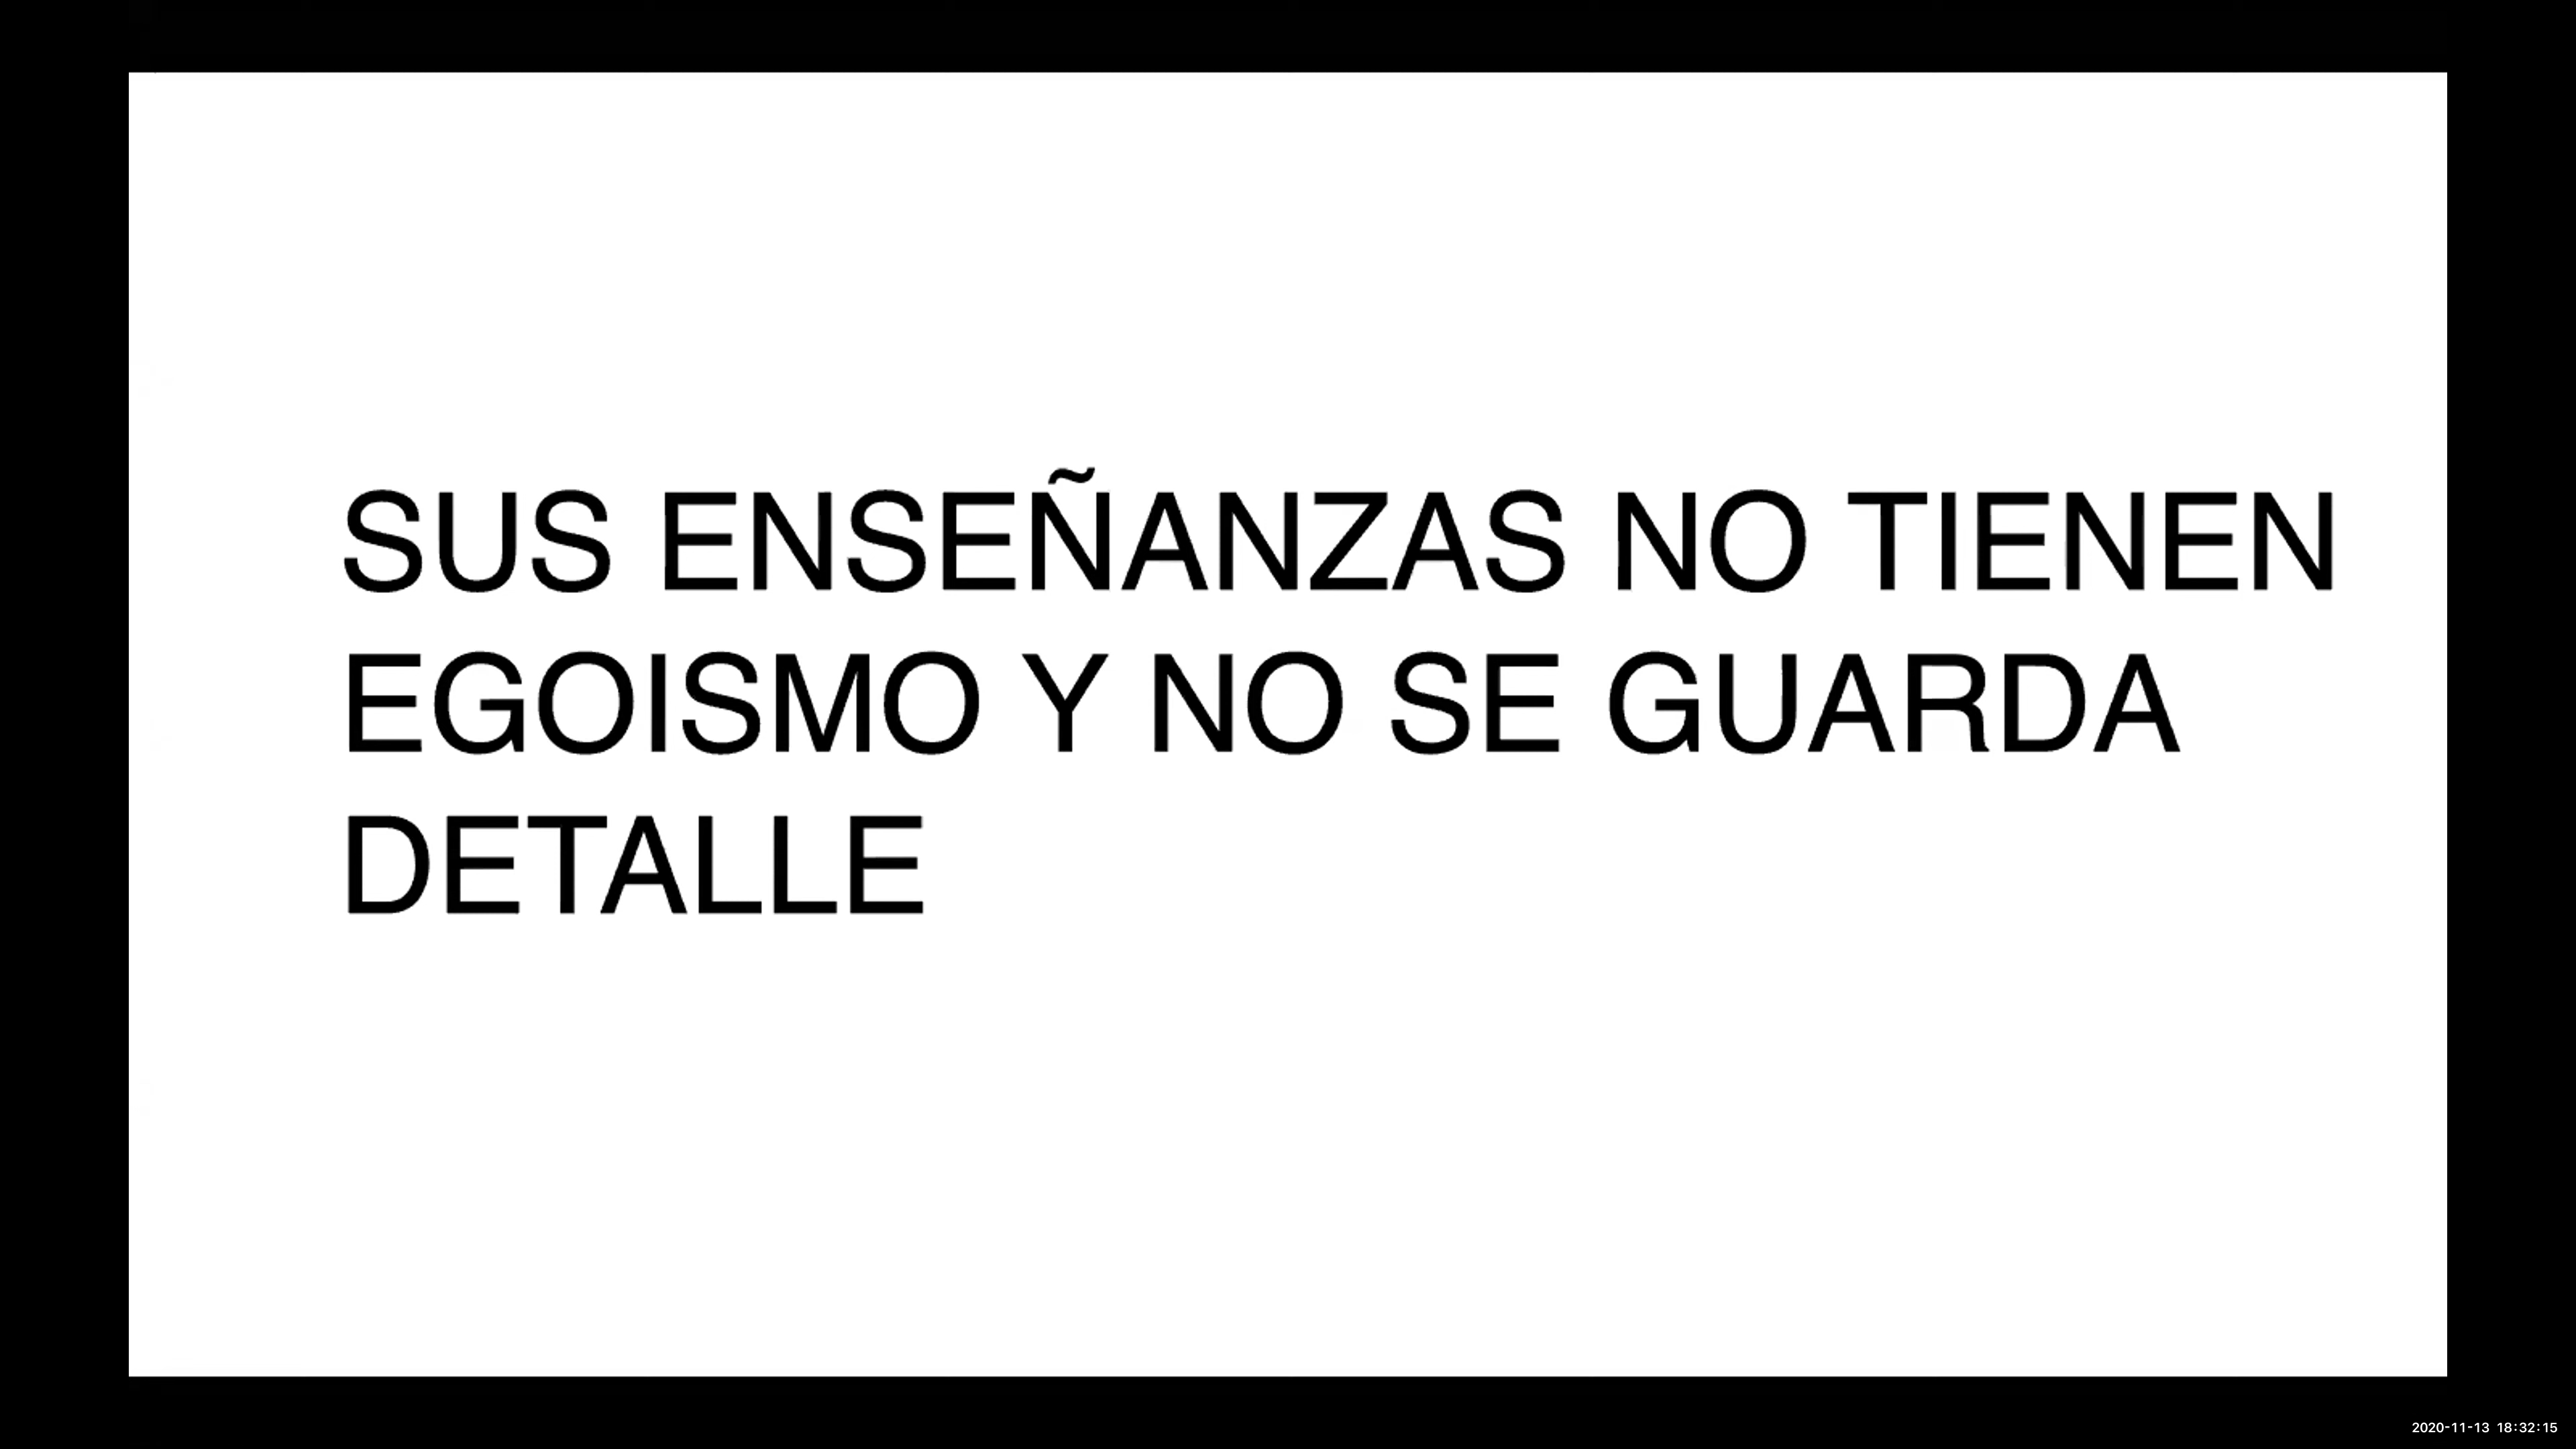 SUS ENSEÑANZAS NO TIENEN
EGOISMO Y NO SE GUARDA
DETALLE
2020-11-13 18:32:15